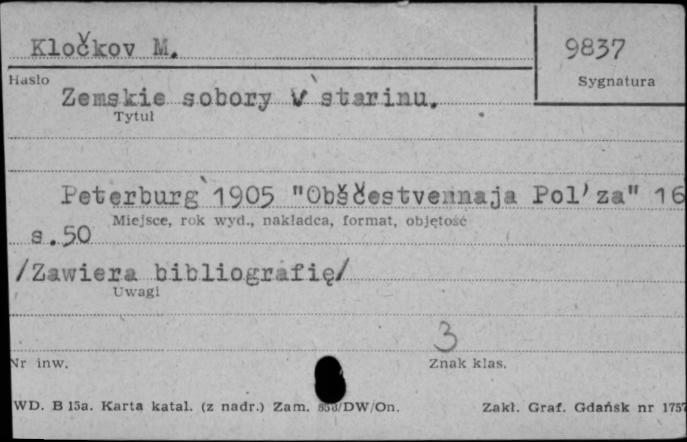 Kločkov M.
9837
Hasło
Sygnatura
Zemskie sobory v starinu.
Tytuł
Peterburg 1905 "Obščestvennaja Pol'za" 16
Miejsce, rok wyd., nakładca, format, objętość
s.50
/Zawiera bibliografię/
Uwagi
3
Nr inw.
Znak klas.
WD. B 15a. Karta katal. (z nadr.) Zam. /DW/On.
Zakł. Graf. Gdańsk nr 1757